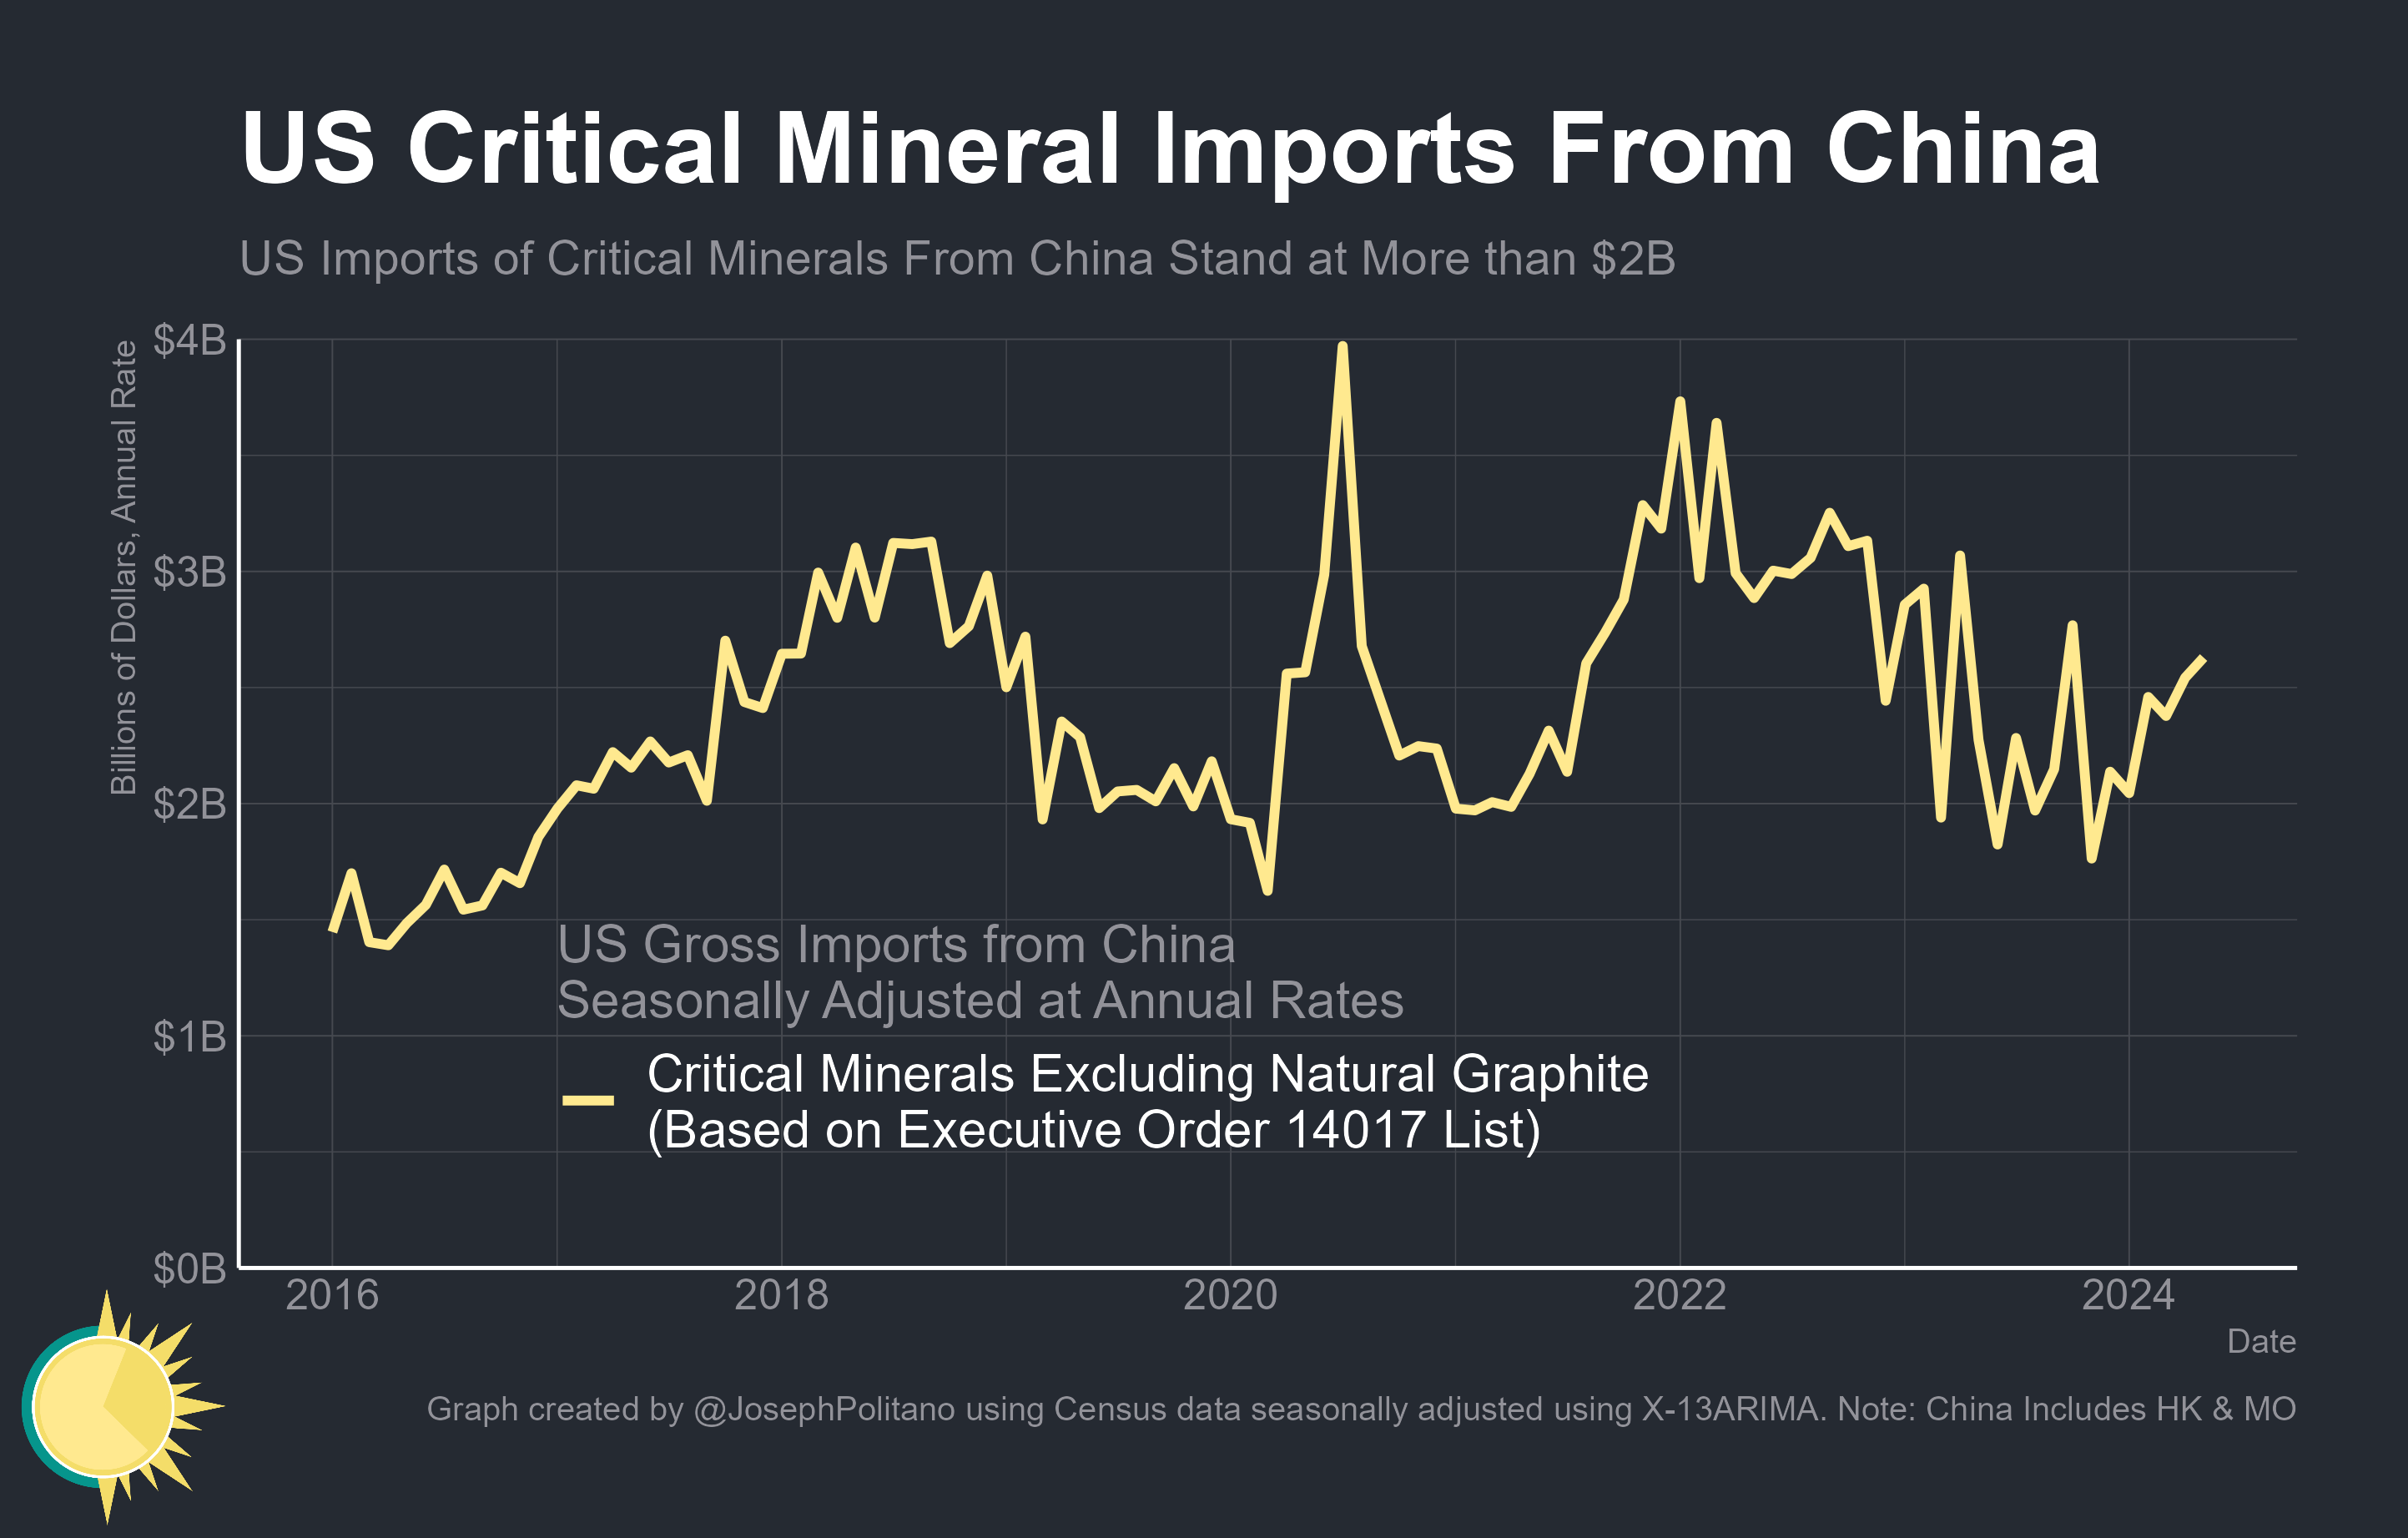 US Critical Mineral Imports From China
US Imports of Critical Minerals From China Stand at More than $2B
Billions of Dollars, Annual Rate
$4B
$3B
$2B
$1B
$0B
US Gross Imports from China
Seasonally Adjusted at Annual Rates
Critical Minerals Excluding Natural Graphite
(Based on Executive Order 14017 List)
2016 2018 2020 2022 2024
Date
Graph created by @JosephPolitano using Census data seasonally adjusted using X-13ARIMA. Note: China Includes HK & MO